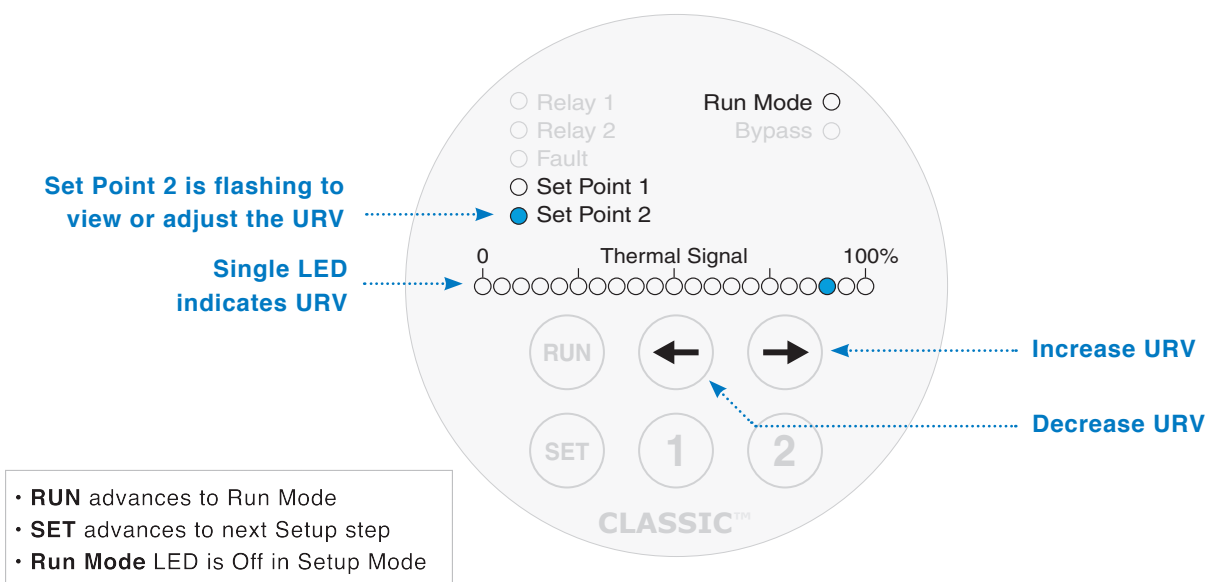 Relay 1
Run Mode
Relay 2
Bypass
Fault
Set Point 2 is flashing to
view or adjust the URV
Set Point 1
Set Point 2
0
Thermal Signal
100%
Single LED
indicates URV
RUN
Increase URV
Decrease URV
SET
1
2
• RUN advances to Run Mode
• SET advances to next Setup step
• Run Mode LED is Off in Setup Mode
CLASSIC™